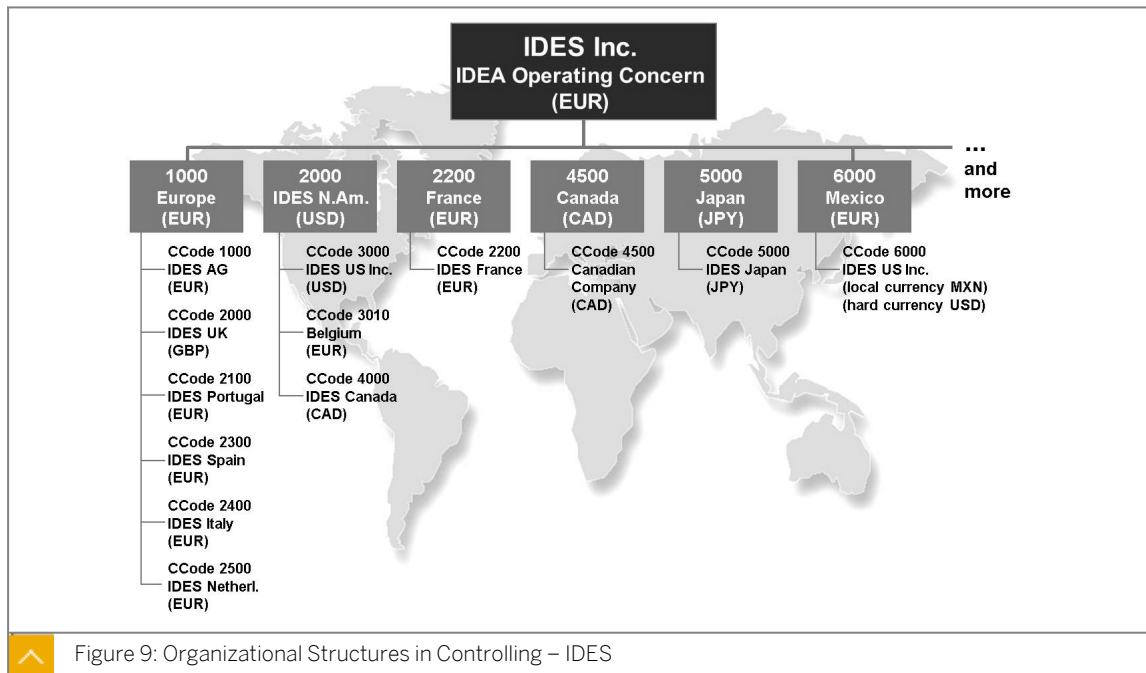 IDES Inc.
IDEA Operating Concern
(EUR)
...
and
more
1000
Europe
(EUR)
CCode 1000
IDES AG
(EUR)
CCode 2000
IDES UK
(GBP)
CCode 2100
IDES Portugal
(EUR)
CCode 2300
IDES Spain
(EUR)
CCode 2400
IDES Italy
(EUR)
CCode 2500
IDES Netherl.
(EUR)
2000
IDES N.Am.
(USD)
CCode 3000
IDES US Inc.
(USD)
CCode 3010
Belgium
(EUR)
CCode 4000
IDES Canada
(CAD)
2200
France
(EUR)
CCode 2200
IDES France
(EUR)
4500
Canada
(CAD)
CCode 4500
Canadian
Company
(CAD)
5000
Japan
(JPY)
CCode 5000
IDES Japan
(JPY)
6000
Mexico
(EUR)
CCode 6000
IDES US Inc.
(local currency MXN)
(hard currency USD)
Figure 9: Organizational Structures in Controlling – IDES